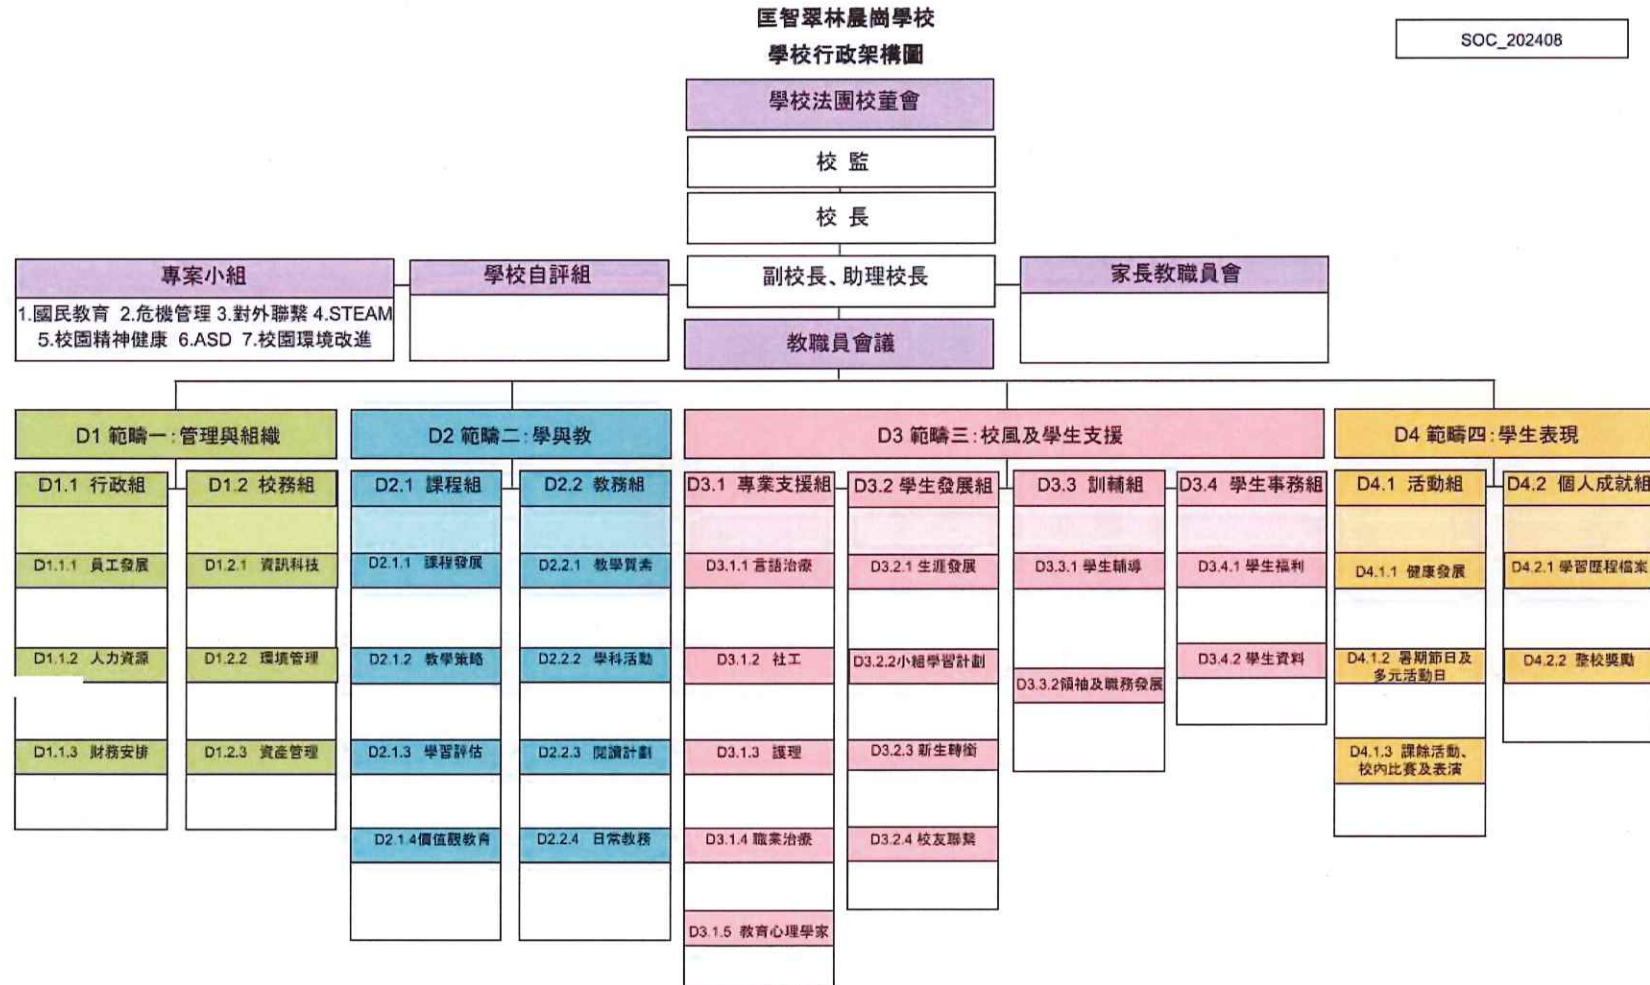 匡智翠林晨崗學校
學校行政架構圖
SOC_202408
學校法團校董會
校 監
校 長
專案小組
1.國民教育 2.危機管理 3.對外聯繫 4.STEAM
5.校園精神健康 6.ASD 7.校園環境改進
學校自評組
副校長、助理校長
家長教職員會
教職員會議
D1 範疇一:管理與組織
D2 範疇二:學與教
D3 範疇三:校風及學生支援
D4 範疇四:學生表現
D1.1 行政組
D1.2 校務組
D2.1 課程組
D2.2 教務組
D3.1 專業支援組
D3.2 學生發展組
D3.3 訓輔組
D3.4 學生事務組
D4.1 活動組
D4.2 個人成就組
D1.1.1 員工發展
D1.2.1 資訊科技
D2.1.1 課程發展
D2.2.1 教學質素
D3.1.1 言語治療
D3.2.1 生涯發展
D3.3.1 學生輔導
D3.4.1 學生福利
D4.1.1 健康發展
D4.2.1 學習歷程檔案
D1.1.2 人力資源
D1.2.2 環境管理
D2.1.2 教學策略
D2.2.2 學科活動
D3.1.2 社工
D3.2.2小組學習計劃
D3.3.2領袖及職務發展
D3.4.2 學生資料
D4.1.2 暑期節日及
多元活動日
D4.2.2 整校獎勵
D1.1.3 財務安排
D1.2.3 資產管理
D2.1.3 學習評估
D2.2.3 閱讀計劃
D3.1.3 護理
D3.2.3 新生轉銜
D4.1.3 課餘活動、
校內比賽及表演
D2.1.4價值觀教育
D2.2.4 日常教務
D3.1.4 職業治療
D3.2.4 校友聯繫
D3.1.5 教育心理學家